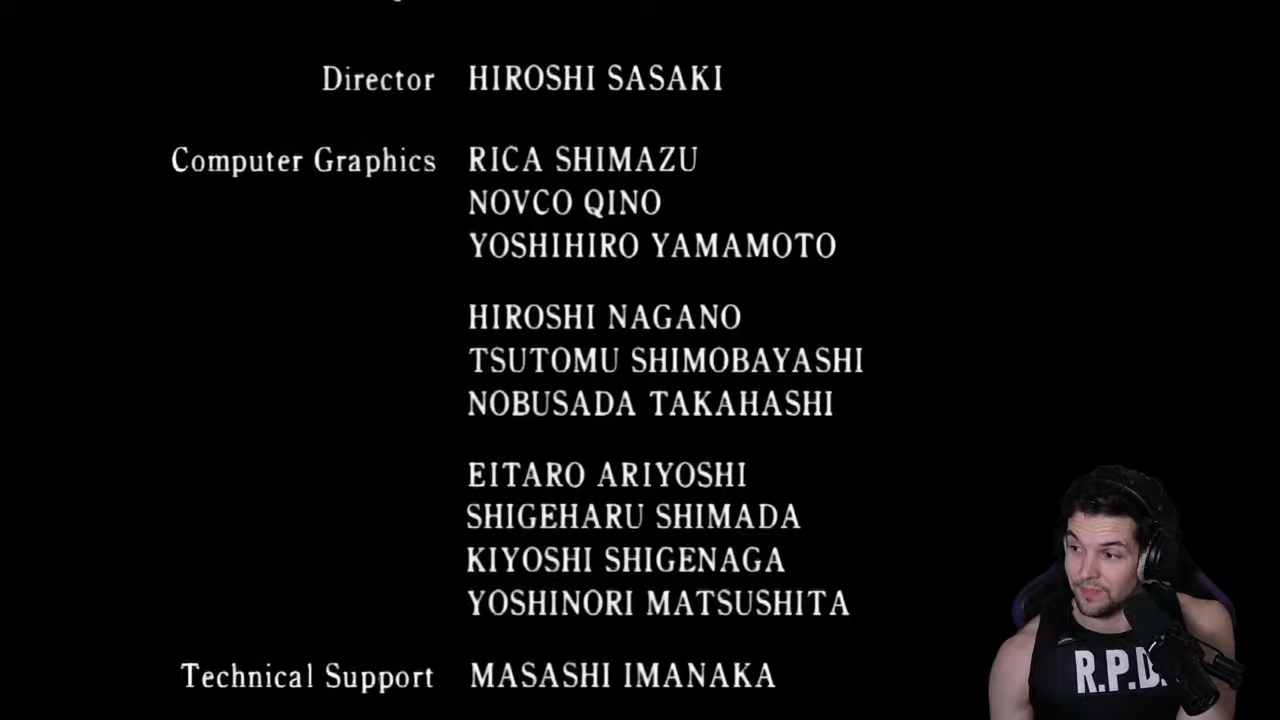 Director HIROSHI SASAKI
Computer Graphics RICA SHIMAZU
NOVCO QINO
YOSHIHIRO YAMAMOTO
HIROSHI NAGANO
TSUTOMU SHIMOBAYASHI
NOBUSADA TAKAHASHI
EITARO ARIYOSHI
SHIGEHARU SHIMADA
KIYOSHI SHIGENAGA
YOSHINORI MATSUSHITA
Technical Support MASASHI IMANAKA
R.P.D.